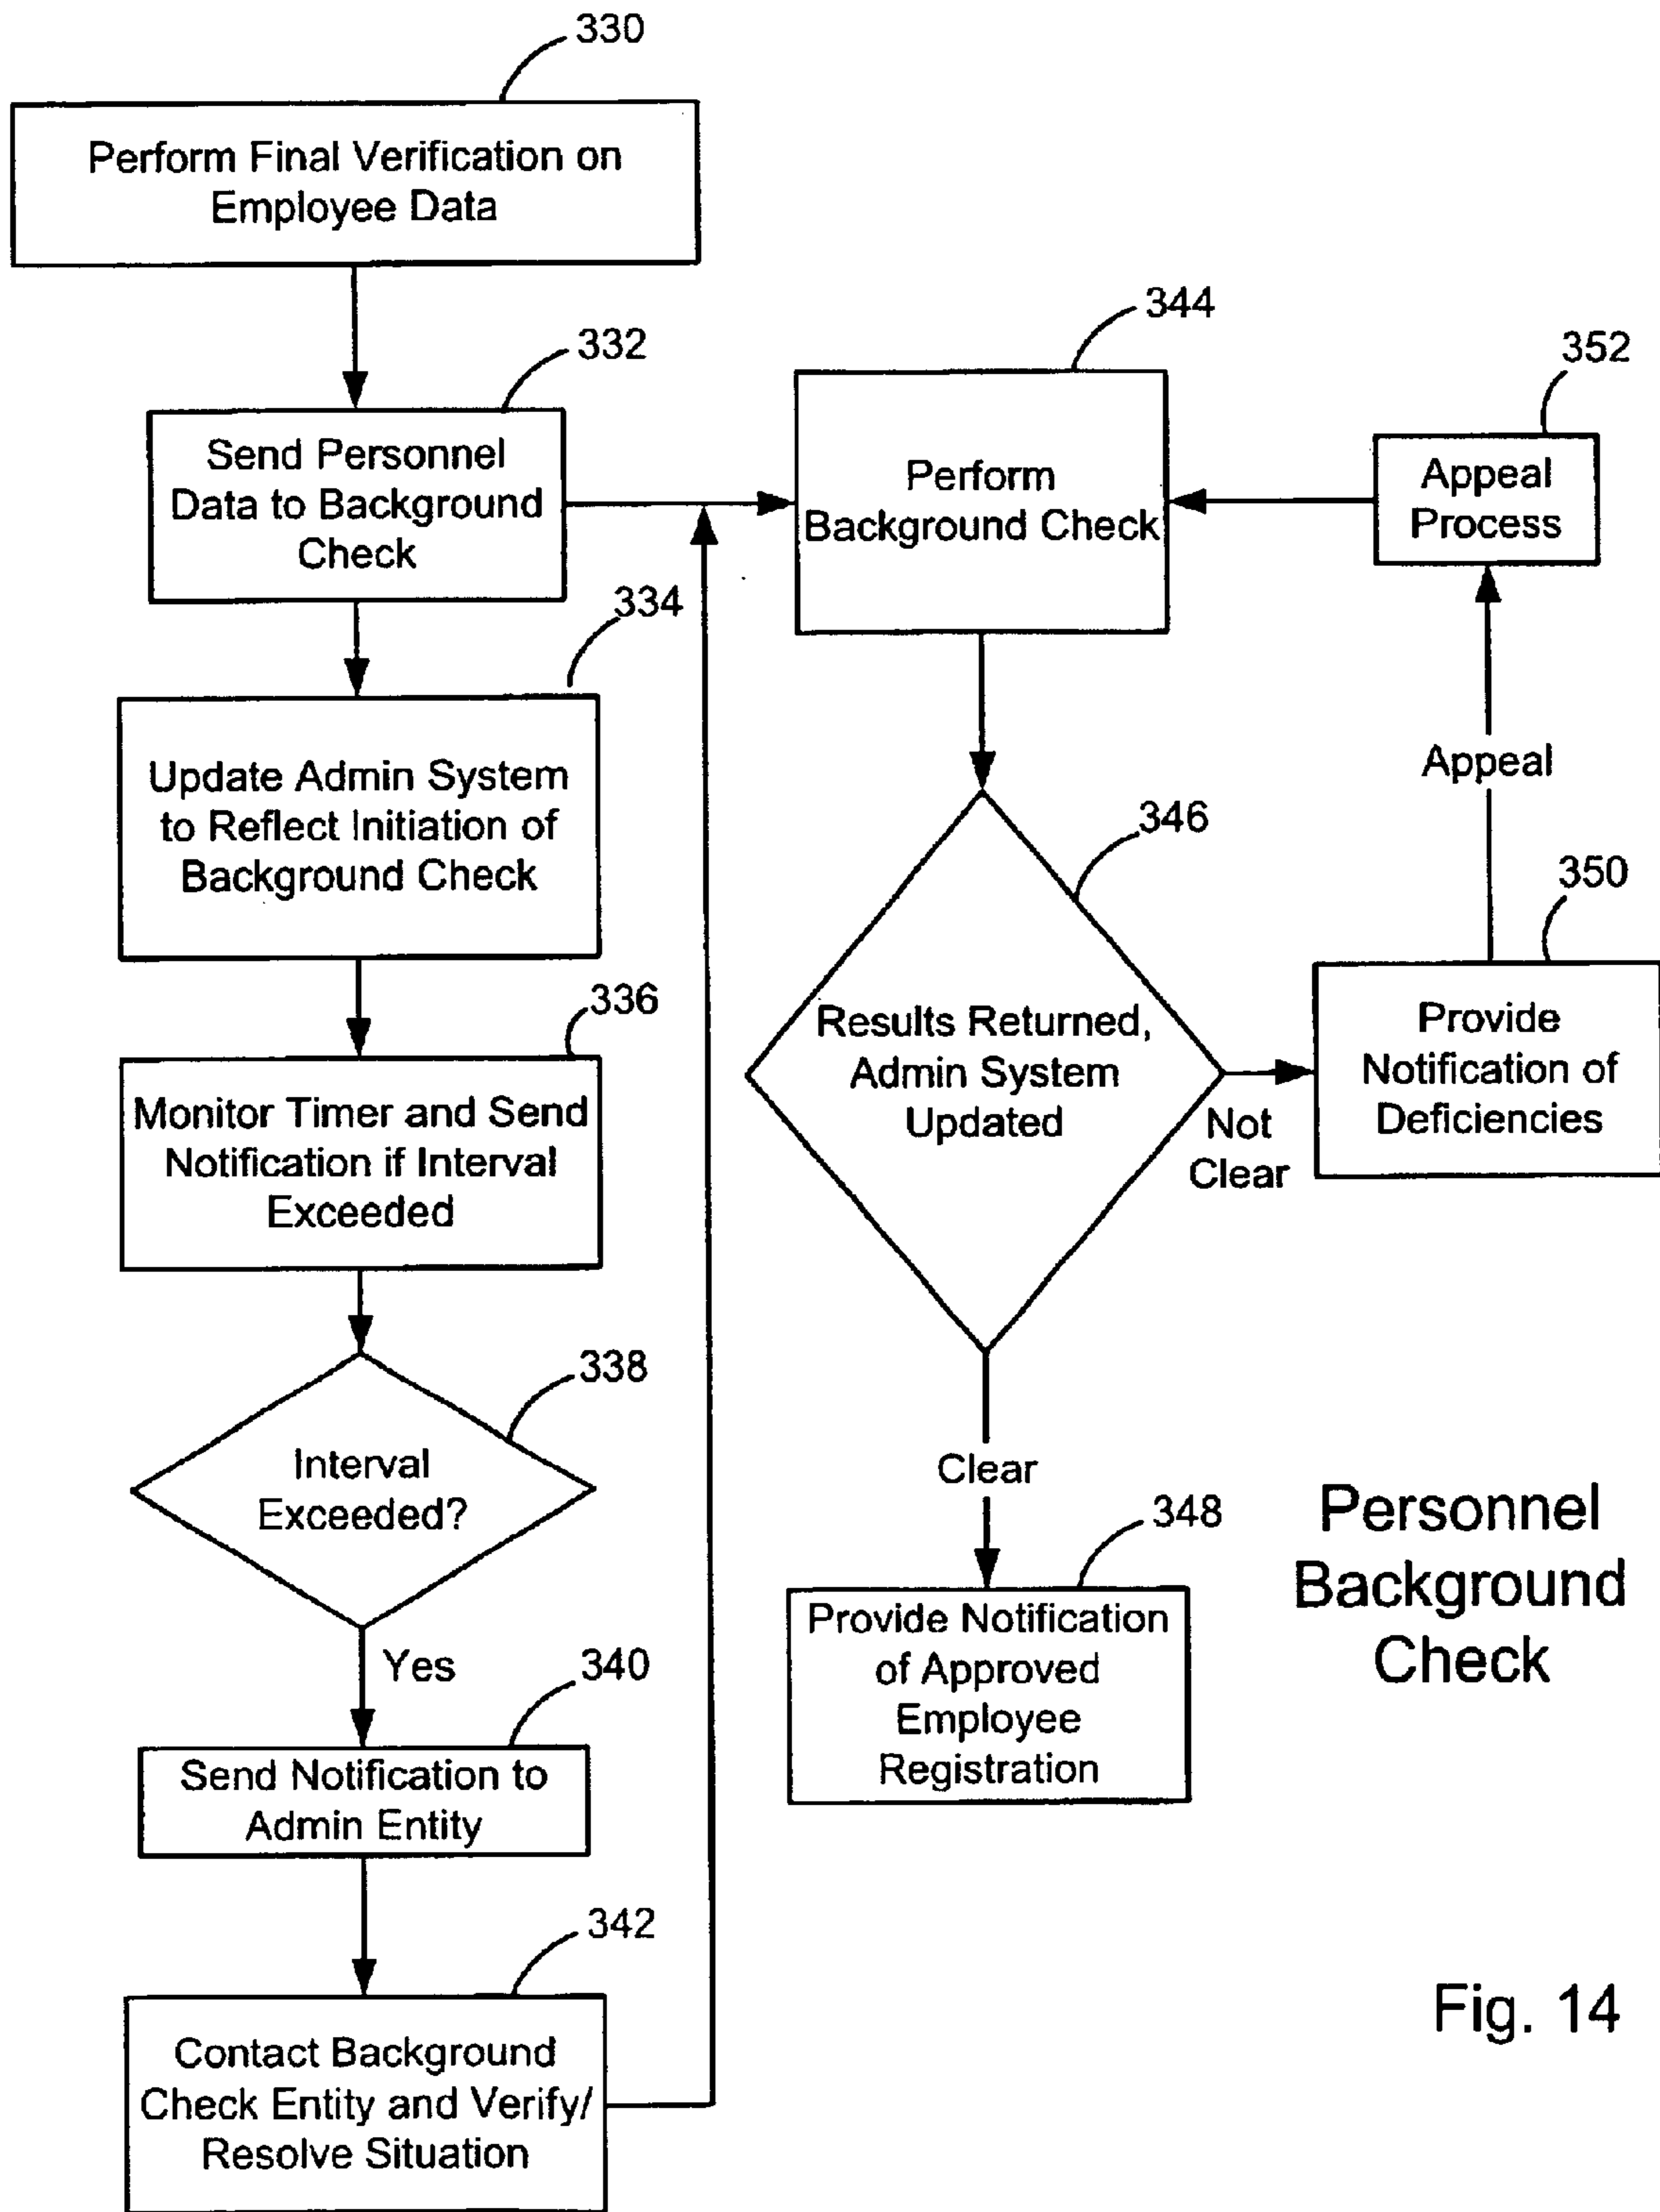 330
Perform Final Verification on
Employee Data
332
Send Personnel
Data to Background
Check
334
Update Admin System
to Reflect Initiation of
Background Check
336
Monitor Timer and Send
Notification if Interval
Exceeded
338
Interval
Exceeded?
Yes
340
Send Notification to
Admin Entity
342
Contact Background
Check Entity and Verify/
Resolve Situation
344
Perform
Background Check
346
Results Returned,
Admin System
Updated
Not
Clear
Clear
348
Provide Notification
of Approved
Employee
Registration
350
Provide
Notification of
Deficiencies
Appeal
352
Appeal
Process
Personnel
Background
Check
Fig. 14